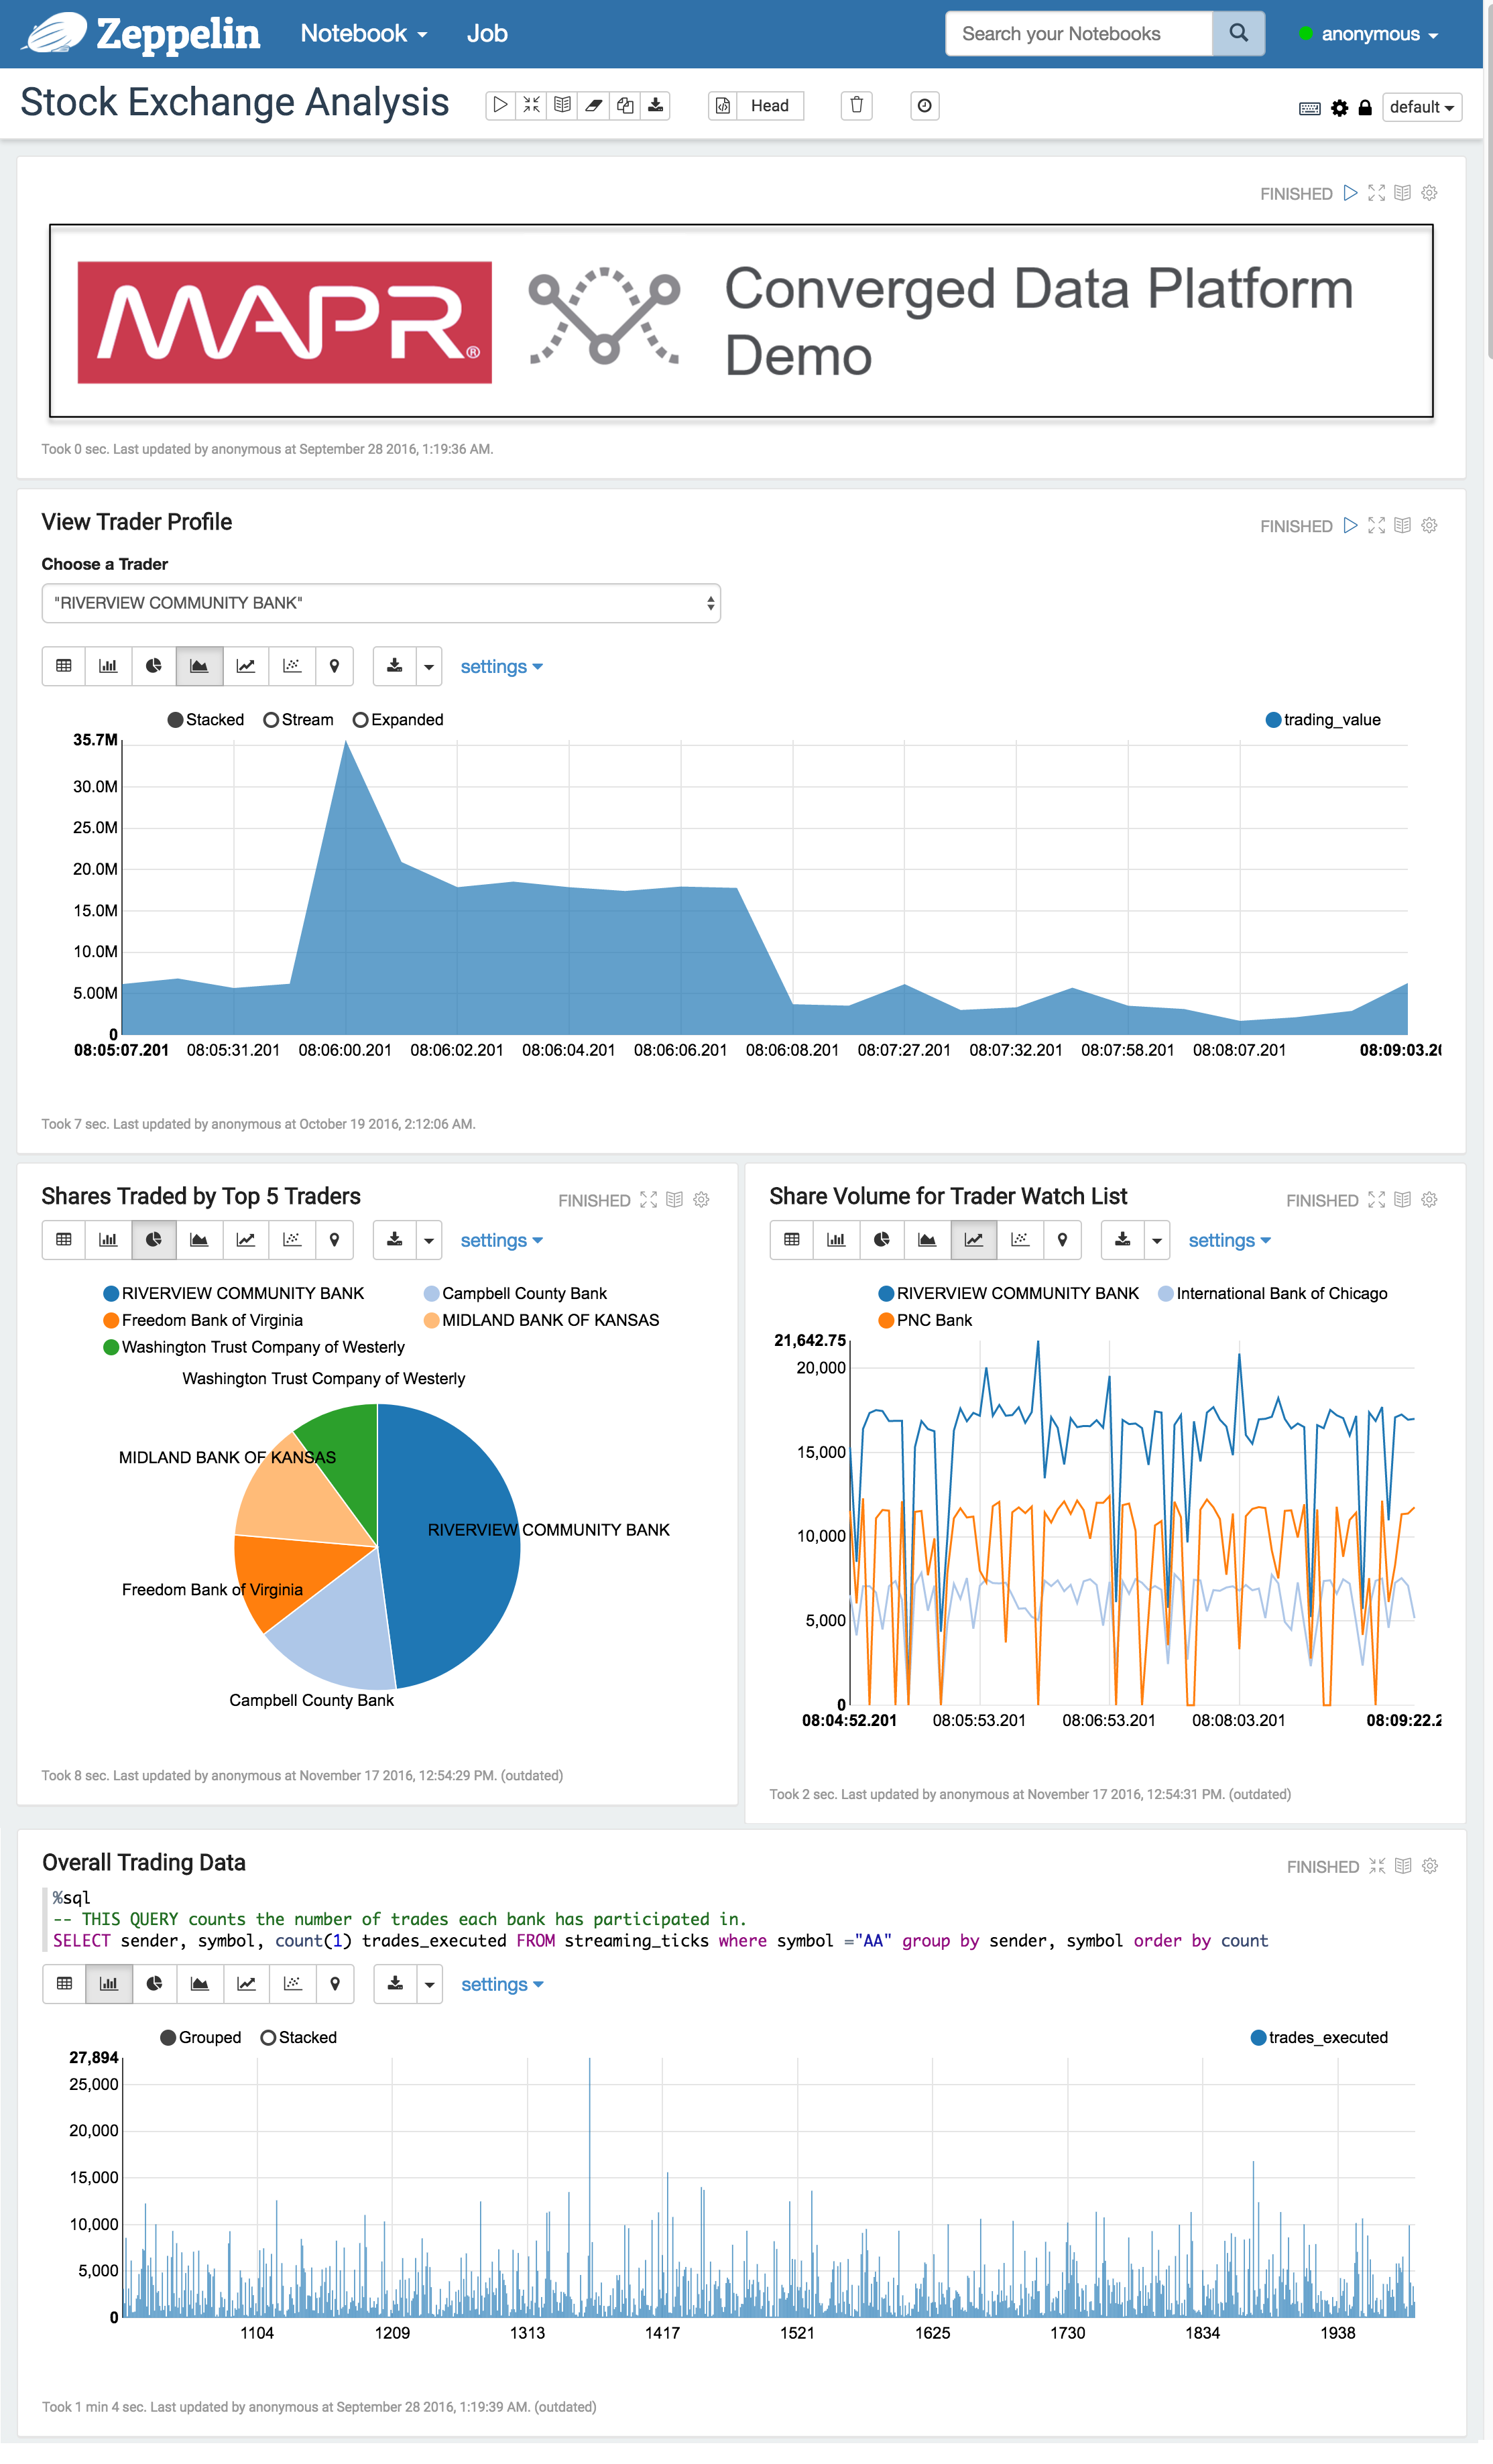 Zeppelin Notebook Job Search your Notebooks anonymous
Stock Exchange Analysis Head default
FINISHED
MAPR® Converged Data Platform
Demo
Took 0 sec. Last updated by anonymous at September 28 2016, 1:19:36 AM.
View Trader Profile FINISHED
Choose a Trader
"RIVERVIEW COMMUNITY BANK"
settings
Stacked Stream Expanded trading_value
35.7M
30.0M
25.0M
20.0M
15.0M
10.0M
5.00M
0
08:05:07.201 08:05:31.201 08:06:00.201 08:06:02.201 08:06:04.201 08:06:06.201 08:06:08.201 08:07:27.201 08:07:32.201 08:07:58.201 08:08:07.201 08:09:03.20
Took 7 sec. Last updated by anonymous at October 19 2016, 2:12:06 AM.
Shares Traded by Top 5 Traders FINISHED
settings
RIVERVIEW COMMUNITY BANK Campbell County Bank
Freedom Bank of Virginia MIDLAND BANK OF KANSAS
Washington Trust Company of Westerly
Washington Trust Company of Westerly
MIDLAND BANK OF KANSAS
RIVERVIEW COMMUNITY BANK
Freedom Bank of Virginia
Campbell County Bank
Took 8 sec. Last updated by anonymous at November 17 2016, 12:54:29 PM. (outdated)
Share Volume for Trader Watch List FINISHED
settings
RIVERVIEW COMMUNITY BANK International Bank of Chicago
PNC Bank
21,642.75
20,000
15,000
10,000
5,000
0
08:04:52.201 08:05:53.201 08:06:53.201 08:08:03.201 08:09:22.2
Took 2 sec. Last updated by anonymous at November 17 2016, 12:54:31 PM. (outdated)
Overall Trading Data FINISHED
%sql
-- THIS QUERY counts the number of trades each bank has participated in.
SELECT sender, symbol, count(1) trades_executed FROM streaming_ticks where symbol ="AA" group by sender, symbol order by count
settings
Grouped Stacked trades_executed
27,894
25,000
20,000
15,000
10,000
5,000
0
1104 1209 1313 1417 1521 1625 1730 1834 1938
Took 1 min 4 sec. Last updated by anonymous at September 28 2016, 1:19:39 AM. (outdated)